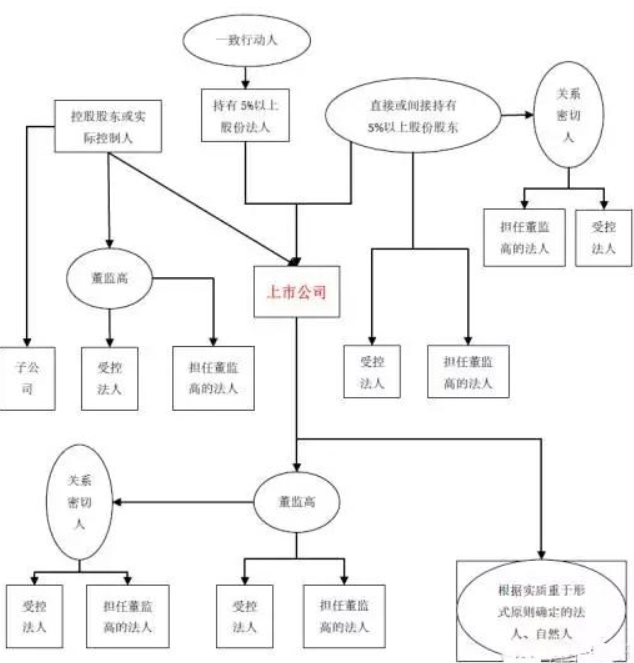 一致行动人
持有 5%以上
股份法人
直接或间接持有
5%以上股份股东
关系
密切
人
控股股东或实
际控制人
担任董监
高的法人
受控
法人
董监高
上市公司
子公
司
受控
法人
担任董监
高的法人
受控
法人
担任董监
高的法人
关系
密切
人
董监高
受控
法人
担任董监
高的法人
受控
法人
担任董监
高的法人
根据实质重于形
式原则确定的法
人、自然人